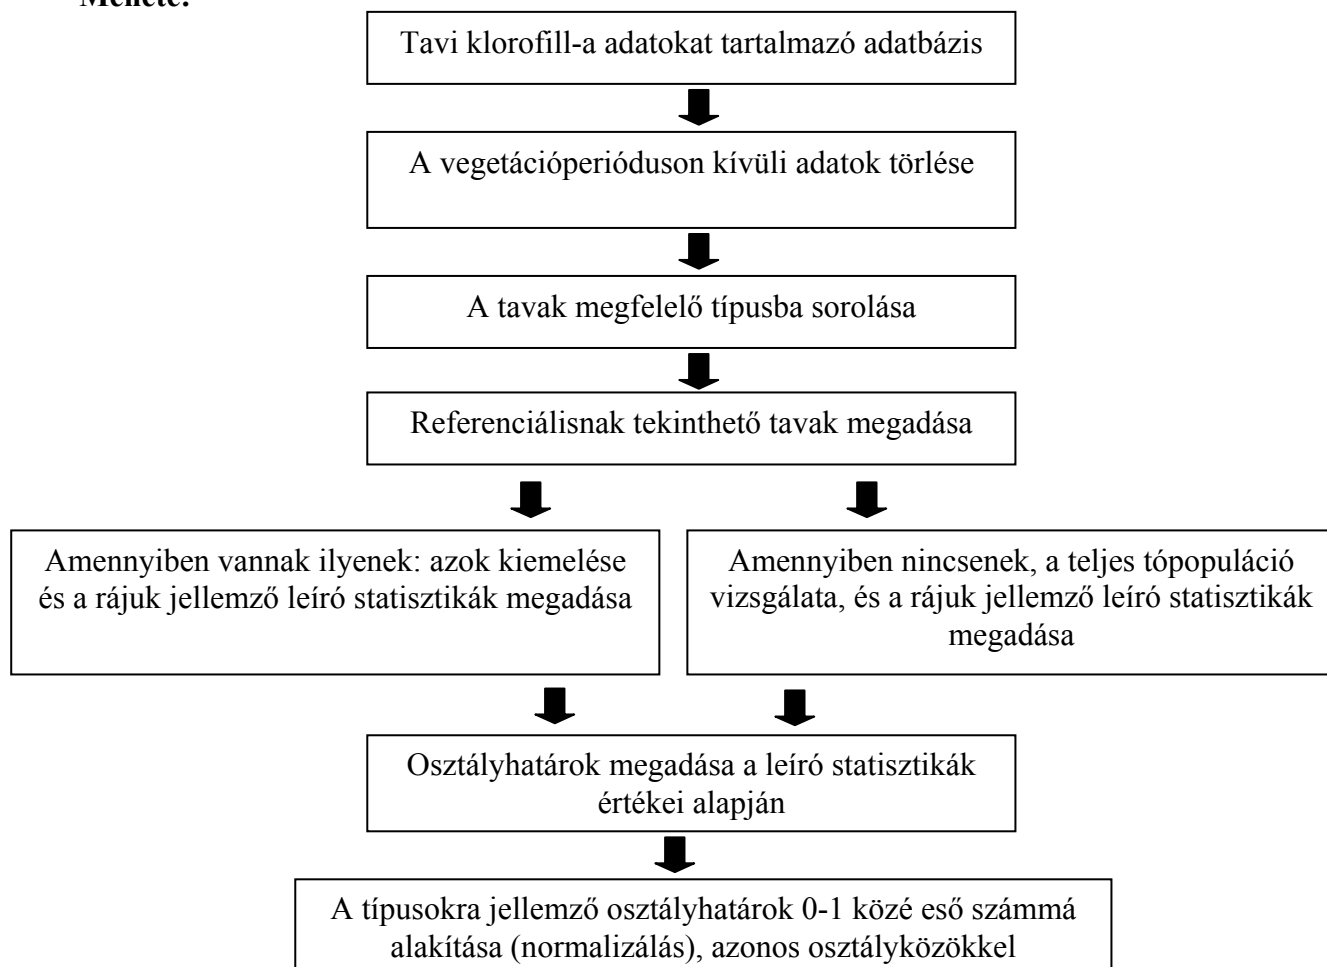 Menete:
Tavi klorofill-a adatokat tartalmazó adatbázis
A vegetációperióduson kívüli adatok törlése
A tavak megfelelő típusba sorolása
Referenciálisnak tekinthető tavak megadása
Amennyiben vannak ilyenek: azok kiemelése
és a rájuk jellemző leíró statisztikák megadása
Amennyiben nincsenek, a teljes tópopuláció
vizsgálata, és a rájuk jellemző leíró statisztikák
megadása
Osztályhatárok megadása a leíró statisztikák
értékei alapján
A típusokra jellemző osztályhatárok 0-1 közé eső számmá
alakítása (normalizálás), azonos osztályközökkel